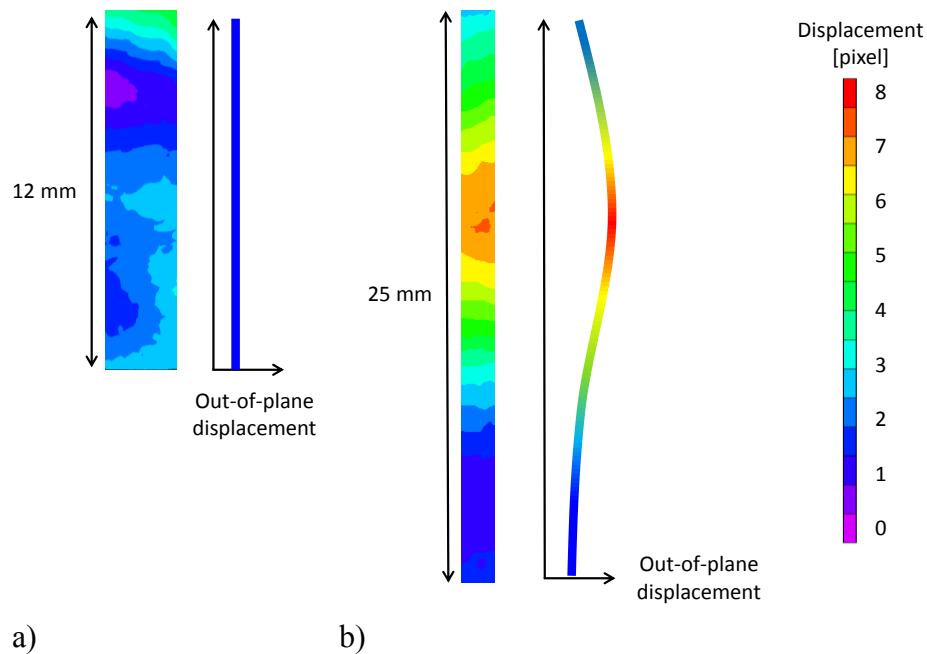 12 mm
Out-of-plane
displacement
a)
25 mm
Out-of-plane
displacement
b)
Displacement
[pixel]
8
7
6
5
4
3
2
1
0